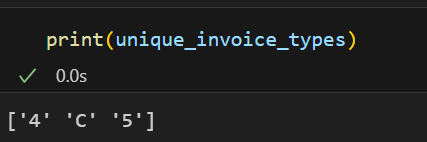 print(unique_invoice_types)
0.0s
['4' 'C' '5']